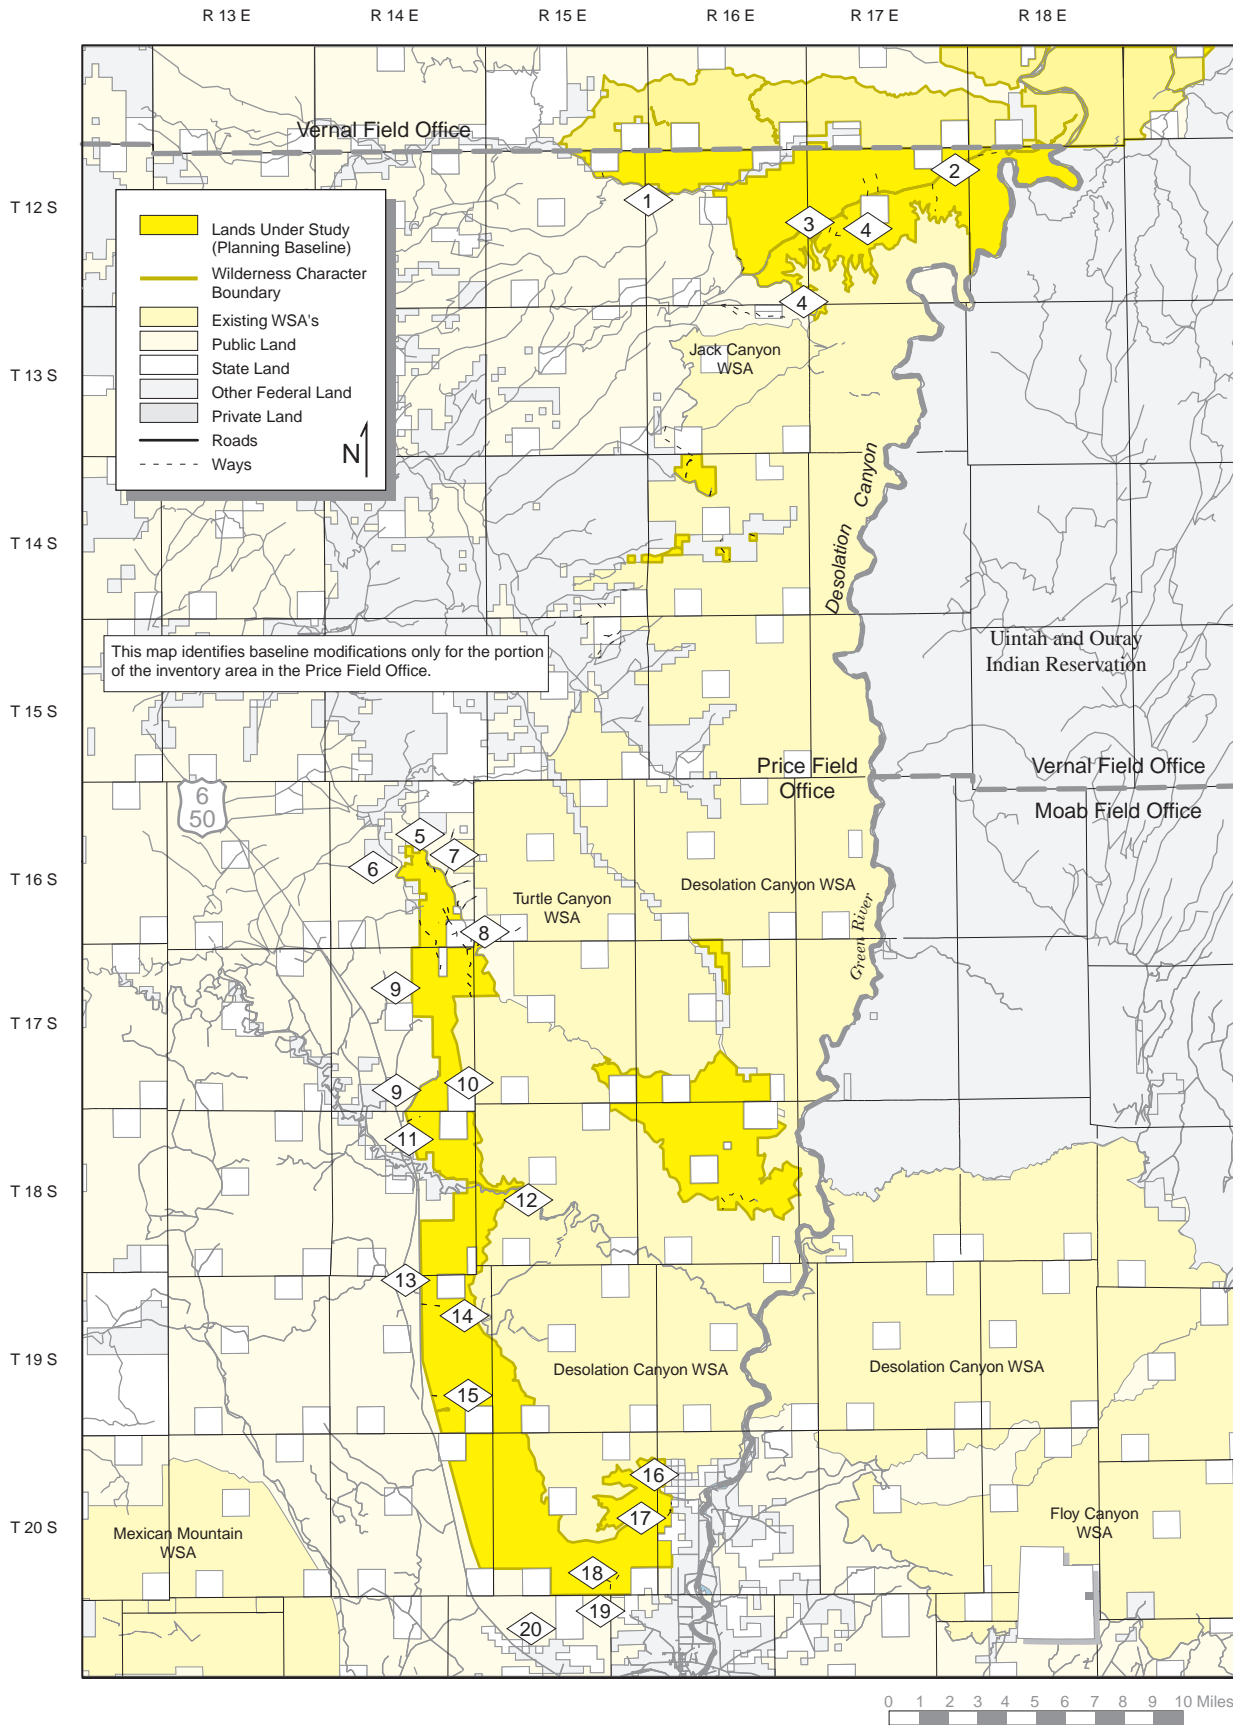 R 13 E R 14 E R 15 E R 16 E R 17 E R 18 E
Vernal Field Office
T 12 S
1
2
3
4
4
Lands Under Study
(Planning Baseline)
Wilderness Character
Boundary
Existing WSA's
Public Land
State Land
Other Federal Land
Private Land
Roads
Ways
N
T 13 S
Jack Canyon
WSA
Desolation Canyon
T 14 S
This map identifies baseline modifications only for the portion
of the inventory area in the Price Field Office.
Uintah and Ouray
Indian Reservation
T 15 S
Price Field
Office
Vernal Field Office
Moab Field Office
6
50
5
6
7
T 16 S
Turtle Canyon
WSA
Desolation Canyon WSA
8
Green River
9
T 17 S
9
10
11
T 18 S
12
13
14
T 19 S
Desolation Canyon WSA
Desolation Canyon WSA
15
16
17
T 20 S
Mexican Mountain
WSA
Floy Canyon
WSA
18
19
20
0 1 2 3 4 5 6 7 8 9 10 Miles